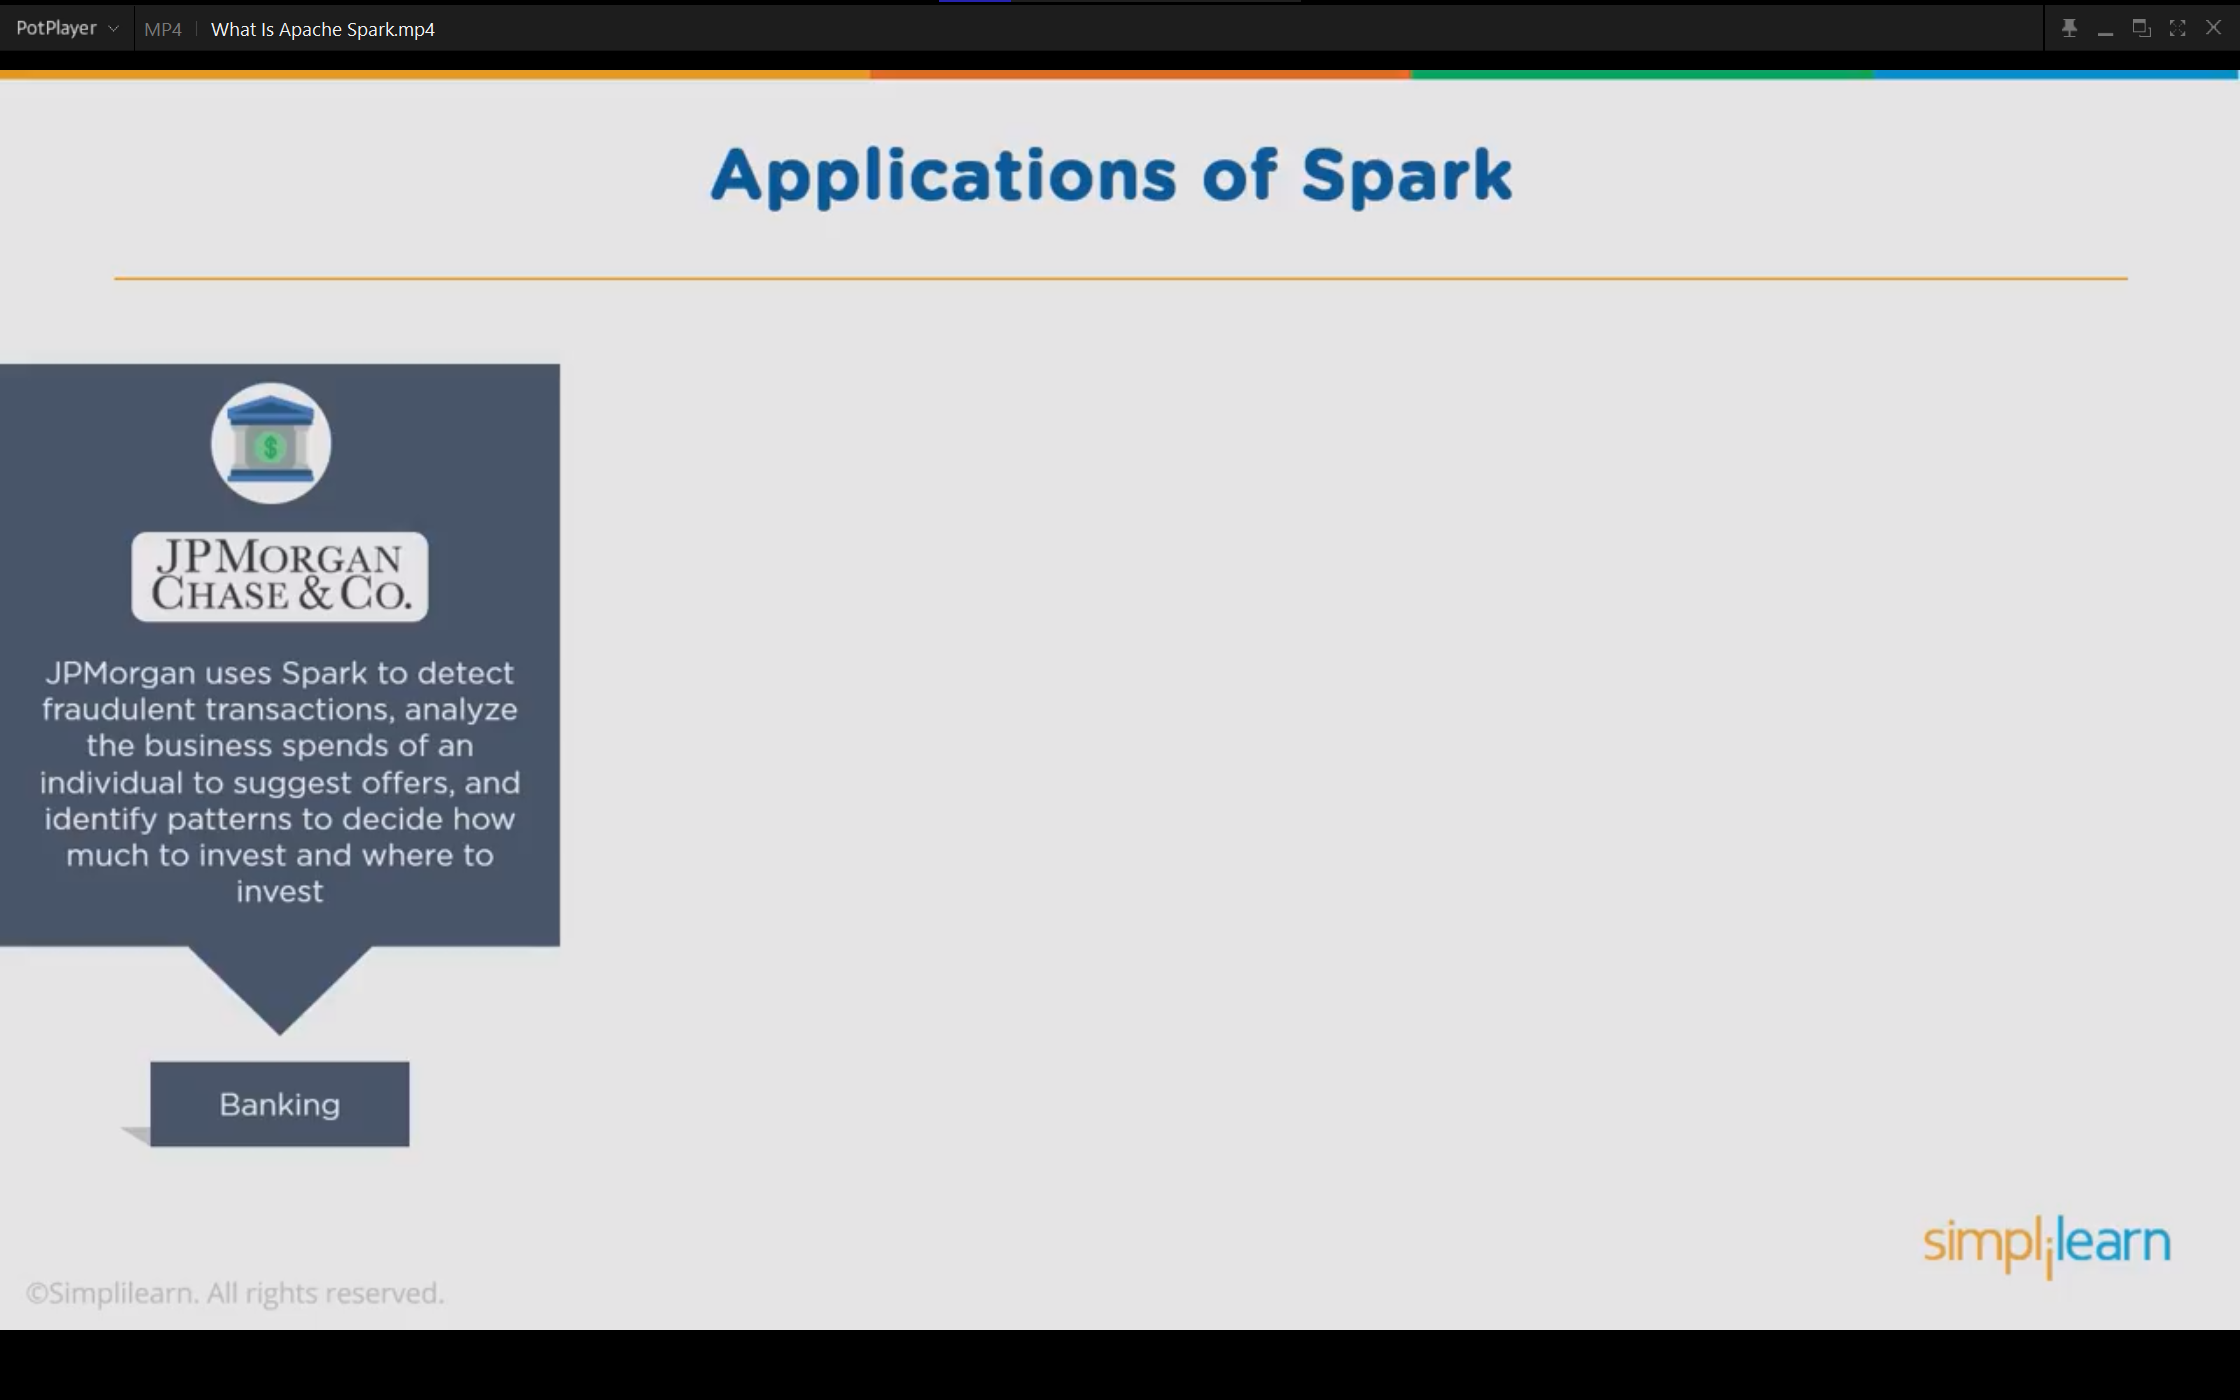 PotPlayer
MP4
What Is Apache Spark.mp4
Applications of Spark
$
JPMORGAN
CHASE & CO.
JPMorgan uses Spark to detect
fraudulent transactions, analyze
the business spends of an
individual to suggest offers, and
identify patterns to decide how
much to invest and where to
invest
Banking
simplilearn
©Simplilearn. All rights reserved.